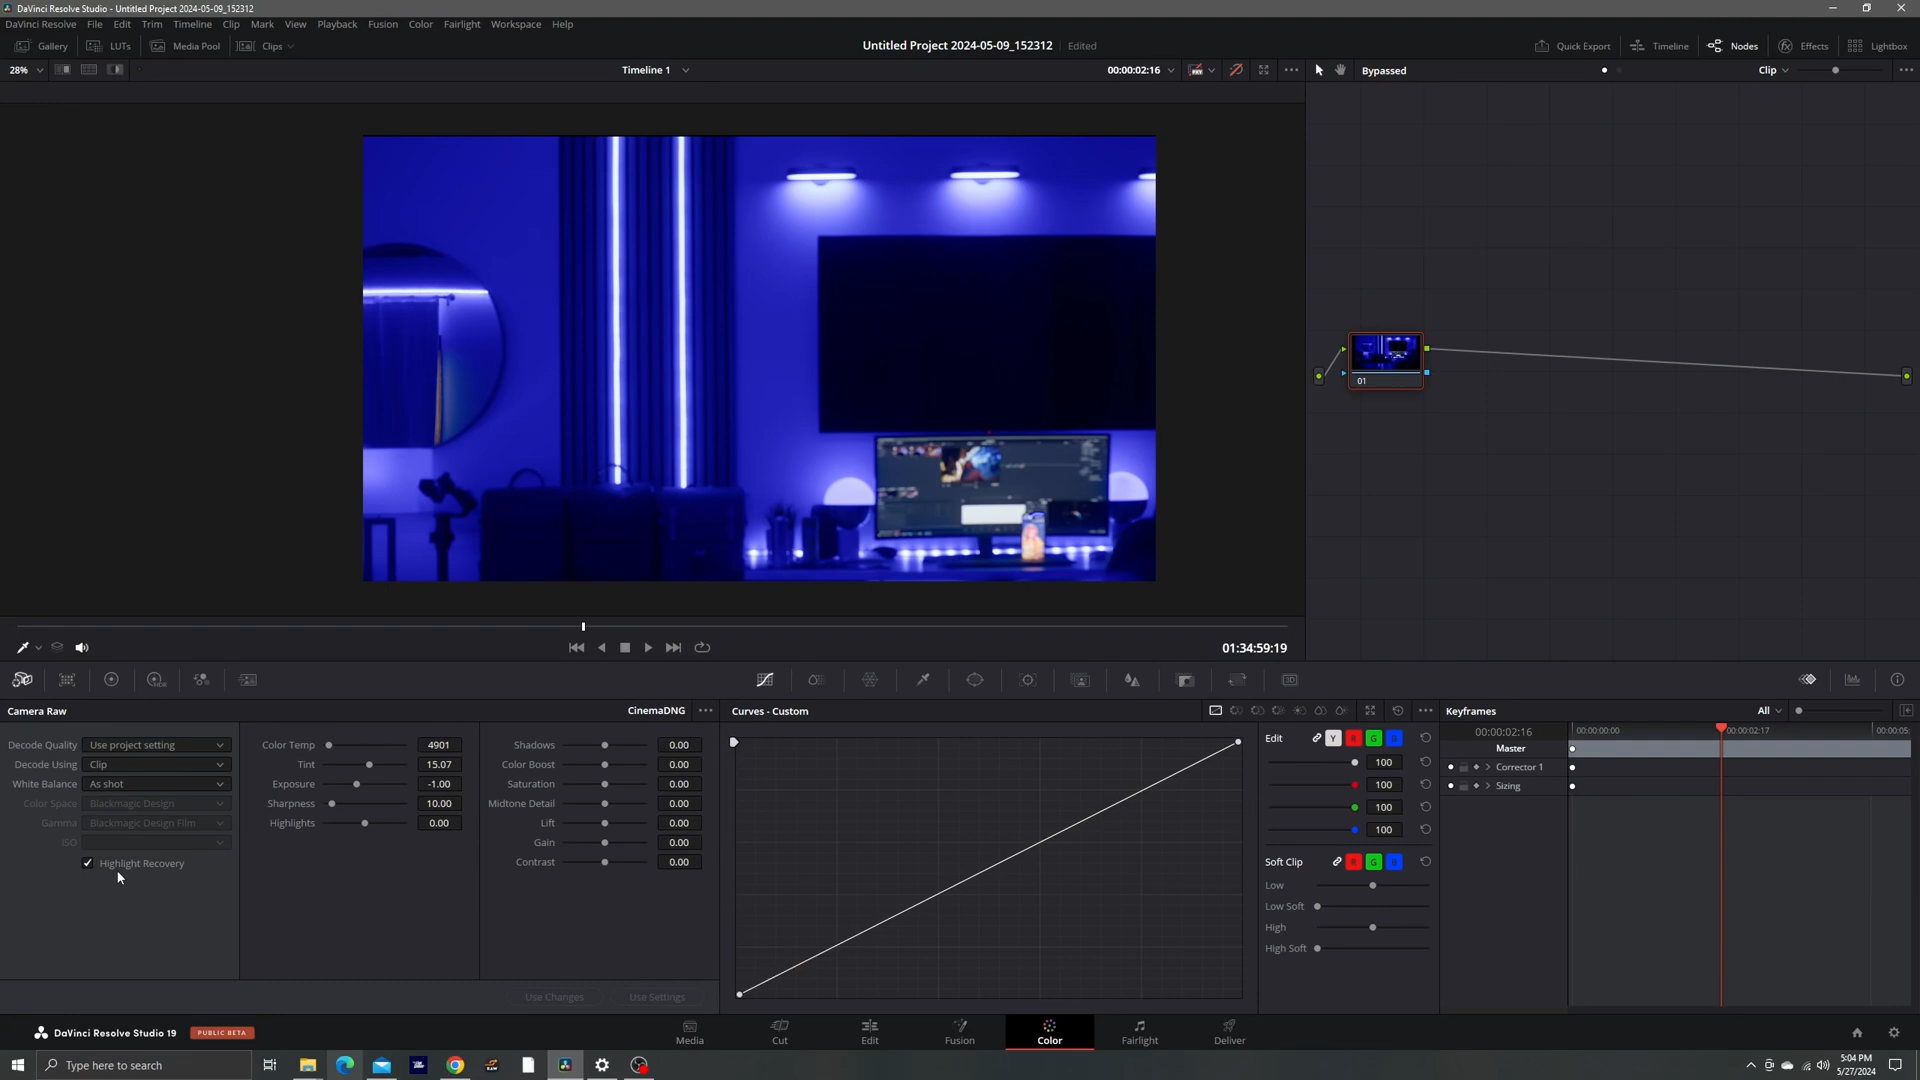 DaVinci Resolve Studio - Untitled Project 2024-05-09_152312
DaVinci Resolve File Edit Trim Timeline Clip Mark View Playback Fusion Color Fairlight Workspace Help
Gallery LUTs Media Pool Clips Untitled Project 2024-05-09_152312 Edited Quick Export Timeline Nodes Effects Lightbox
28% Timeline 1 00:00:02:16 Bypassed Clip
01
01:34:59:19
HDR
3D
Camera Raw CinemaDNG Curves - Custom Keyframes All
Decode Quality Use project setting
Decode Using Clip
White Balance As shot
Color Space Blackmagic Design
Gamma Blackmagic Design Film
ISO
Highlight Recovery
Color Temp 4901
Tint 15.07
Exposure -1.00
Sharpness 10.00
Highlights 0.00
Shadows 0.00
Color Boost 0.00
Saturation 0.00
Midtone Detail 0.00
Lift 0.00
Gain 0.00
Contrast 0.00
Use Changes Use Settings
Edit Y R G B
100
100
100
100
Soft Clip R G B
Low
Low Soft
High
High Soft
00:00:02:16 00:00:00:00 00:00:02:17 00:00:05:
Master
Corrector 1
Sizing
DaVinci Resolve Studio 19 PUBLIC BETA
Media Cut Edit Fusion Color Fairlight Deliver
Type here to search
RAW
5:04 PM
5/27/2024